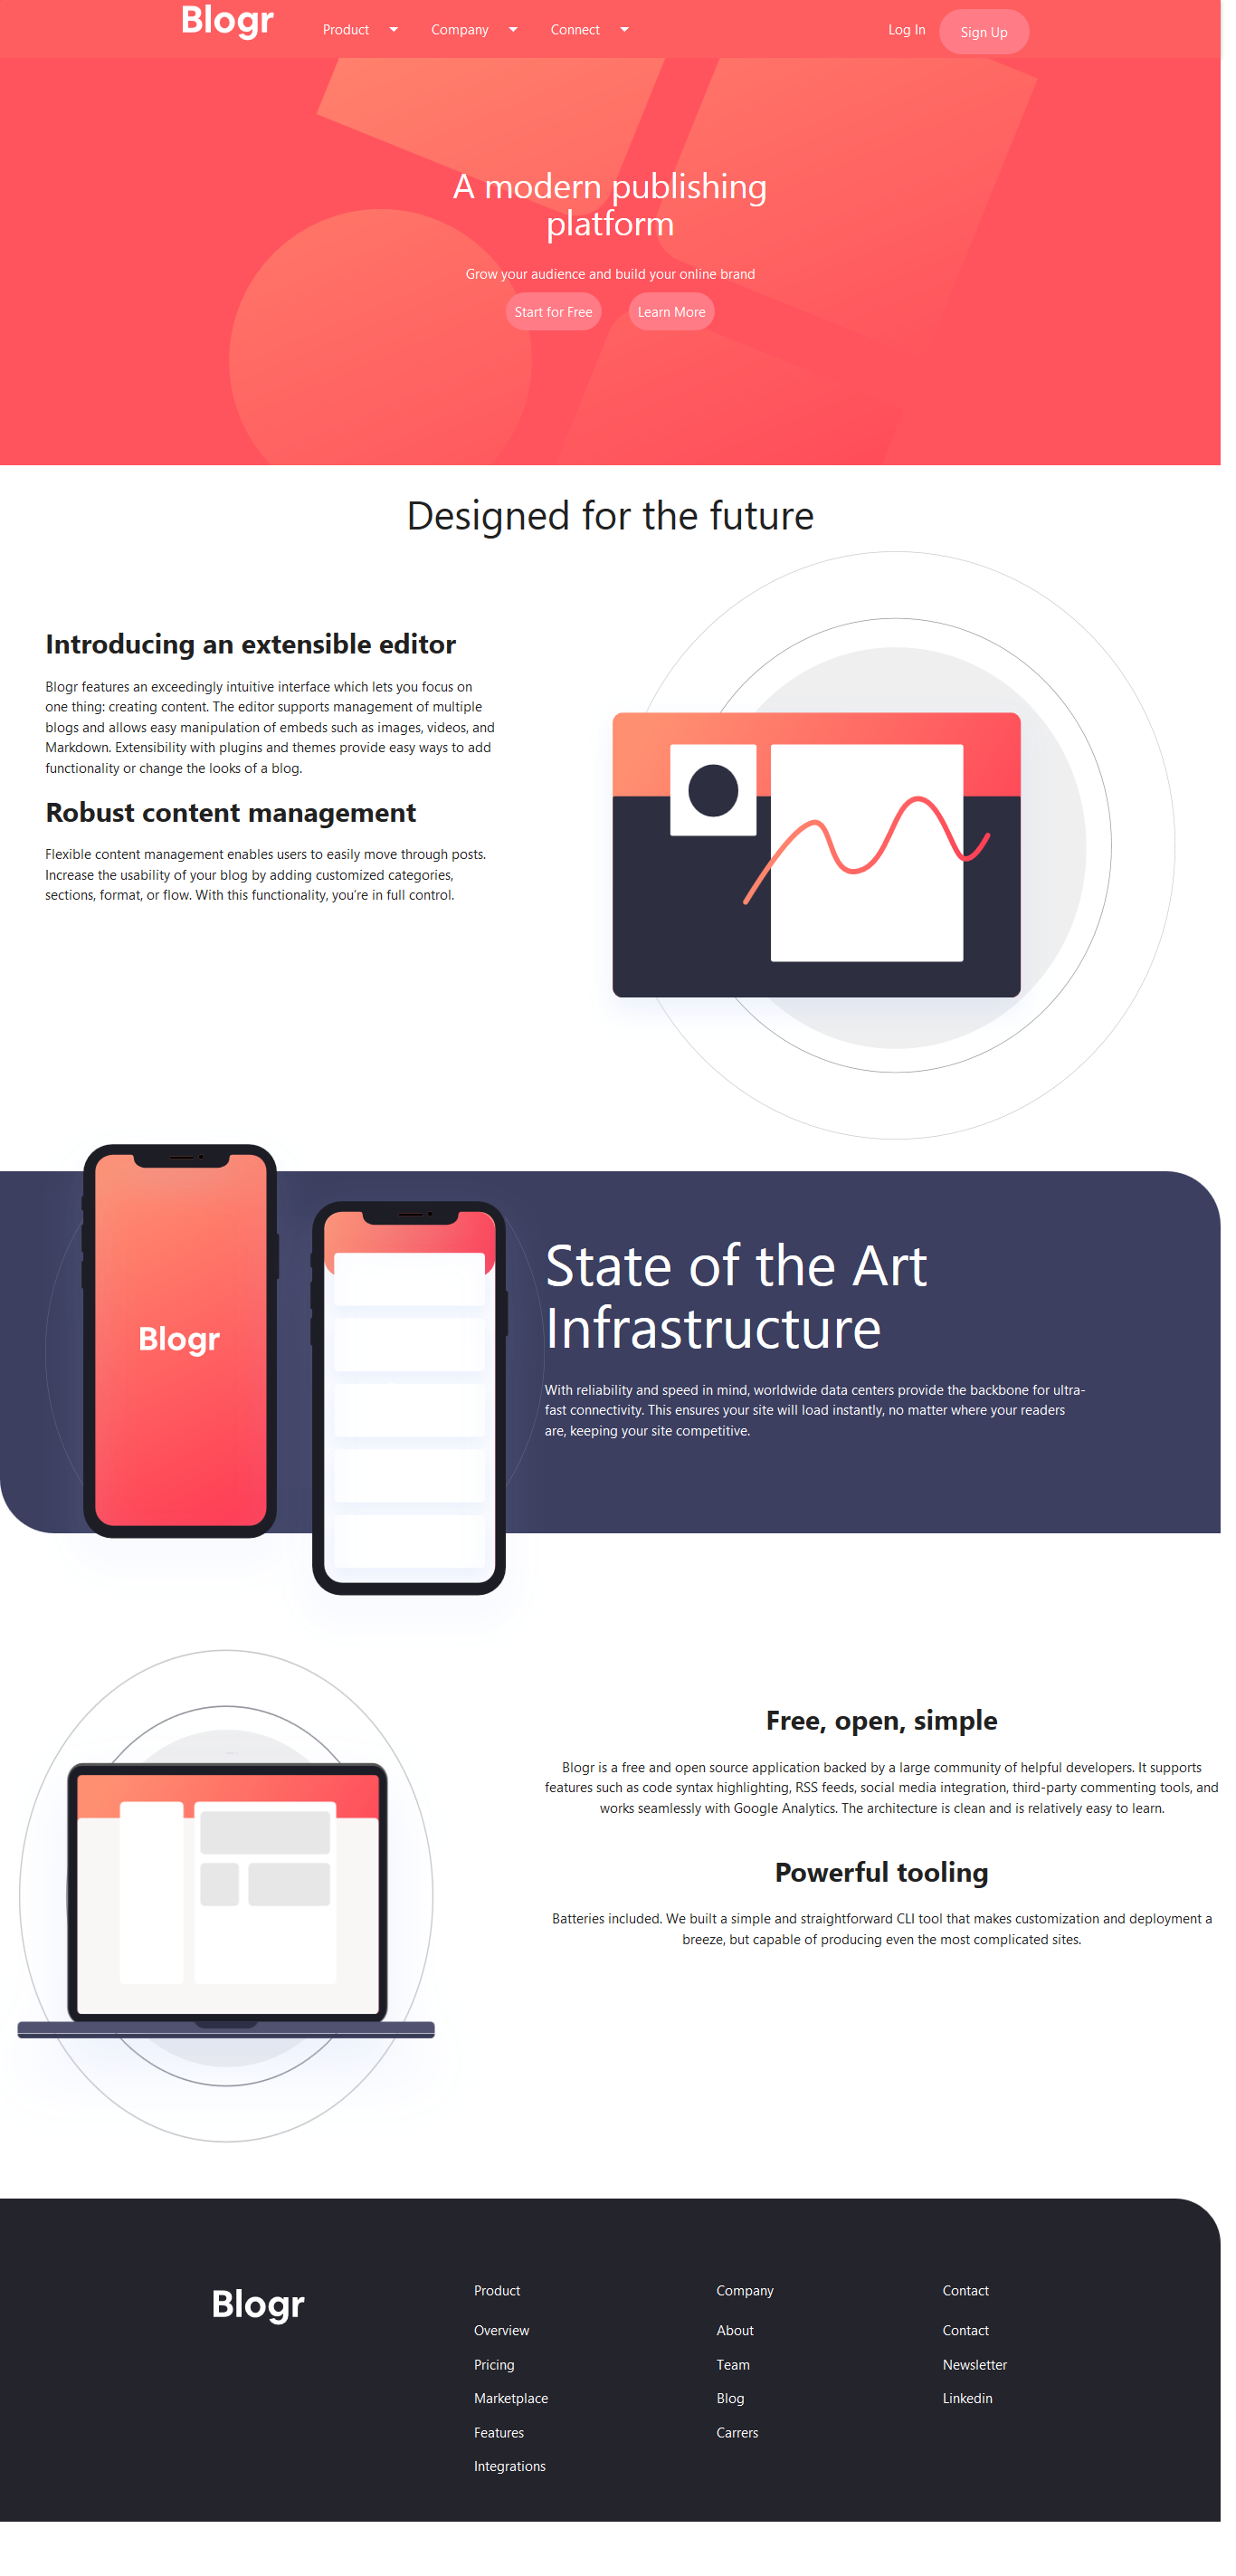 Blogr
Product
Company
Connect
Log In
Sign Up
A modern publishing
platform
Grow your audience and build your online brand
Start for Free
Learn More
Designed for the future
Introducing an extensible editor
Blogr features an exceedingly intuitive interface which lets you focus on
one thing: creating content. The editor supports management of multiple
blogs and allows easy manipulation of embeds such as images, videos, and
Markdown. Extensibility with plugins and themes provide easy ways to add
functionality or change the looks of a blog.
Robust content management
Flexible content management enables users to easily move through posts.
Increase the usability of your blog by adding customized categories,
sections, format, or flow. With this functionality, you're in full control.
Blogr
State of the Art
Infrastructure
With reliability and speed in mind, worldwide data centers provide the backbone for ultra-
fast connectivity. This ensures your site will load instantly, no matter where your readers
are, keeping your site competitive.
Free, open, simple
Blogr is a free and open source application backed by a large community of helpful developers. It supports
features such as code syntax highlighting, RSS feeds, social media integration, third-party commenting tools, and
works seamlessly with Google Analytics. The architecture is clean and is relatively easy to learn.
Powerful tooling
Batteries included. We built a simple and straightforward CLI tool that makes customization and deployment a
breeze, but capable of producing even the most complicated sites.
Blogr
Product
Overview
Pricing
Marketplace
Features
Integrations
Company
About
Team
Blog
Carrers
Contact
Contact
Newsletter
Linkedin